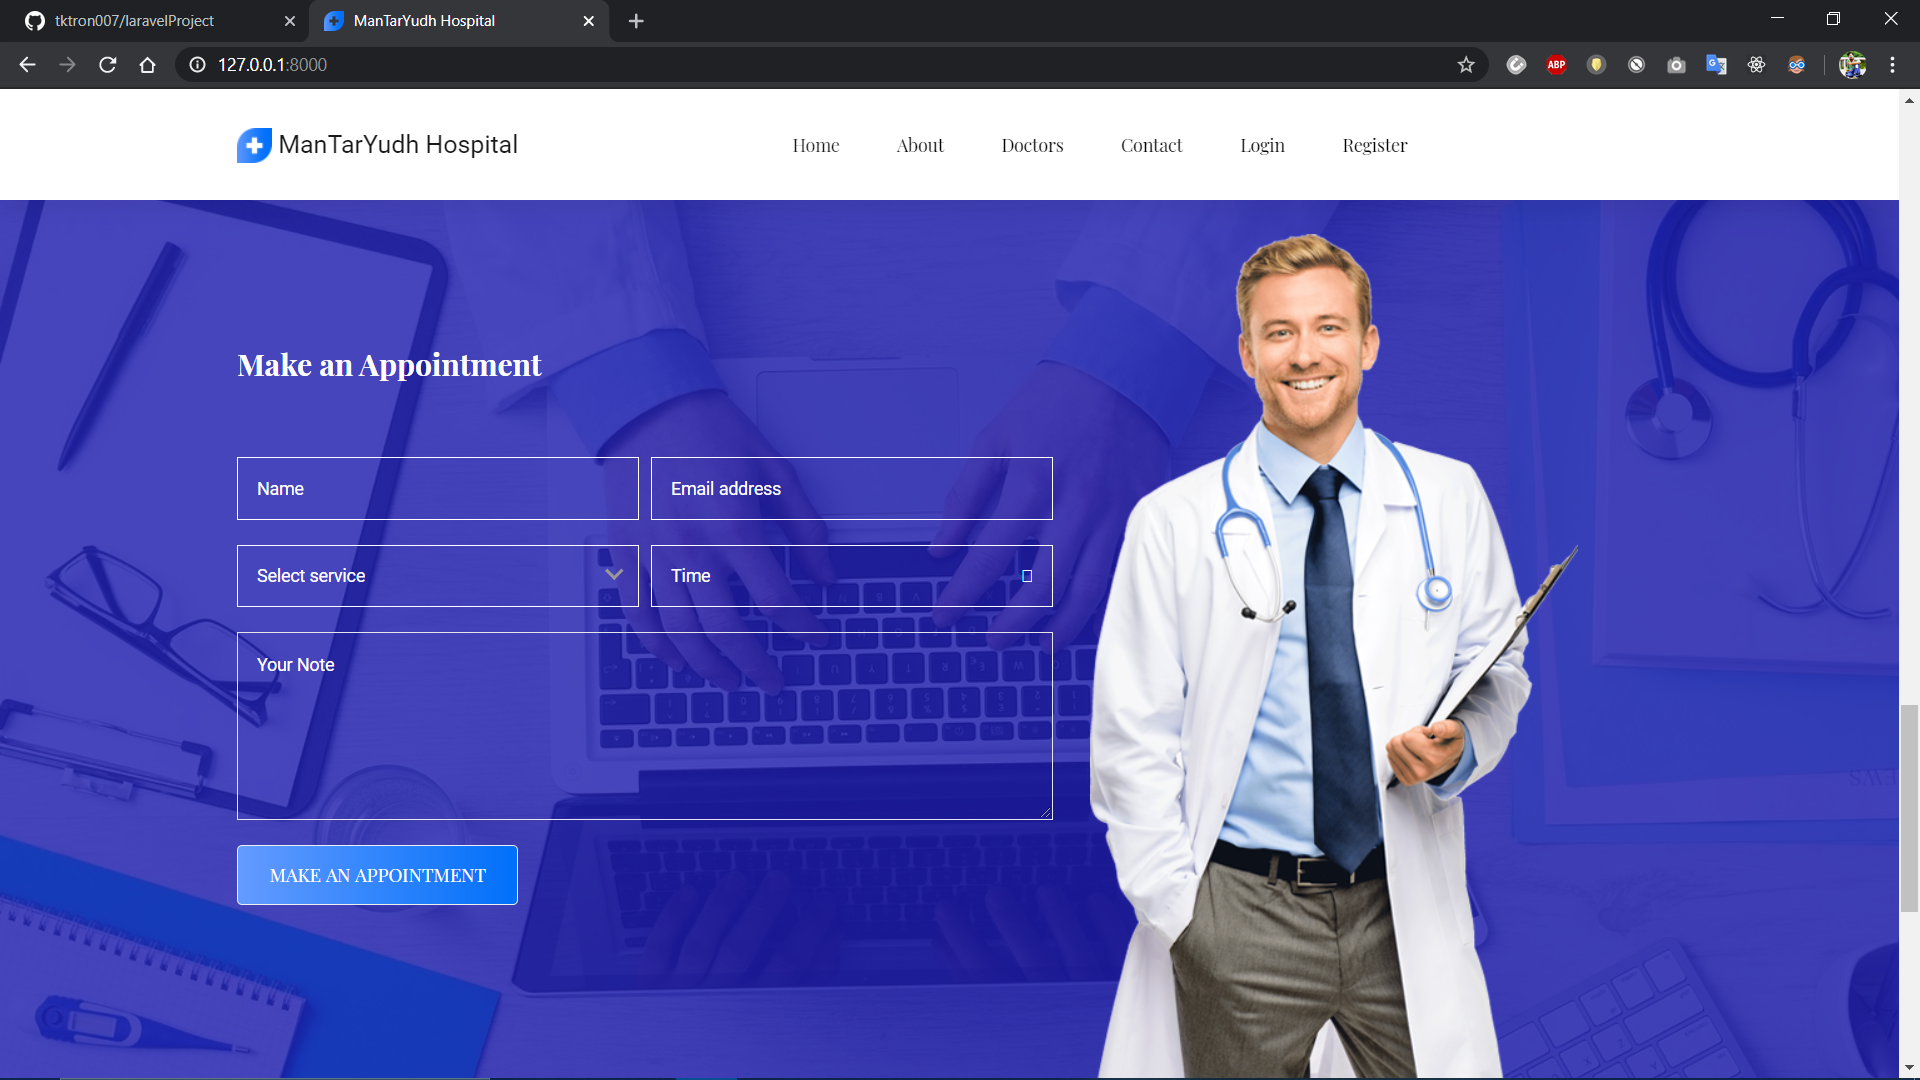 tktron007/laravelProject
ManTarYudh Hospital
127.0.0.1:8000
ABP
ManTarYudh Hospital
Home
About
Doctors
Contact
Login
Register
Make an Appointment
Name
Email address
Select service
Time
Your Note
MAKE AN APPOINTMENT